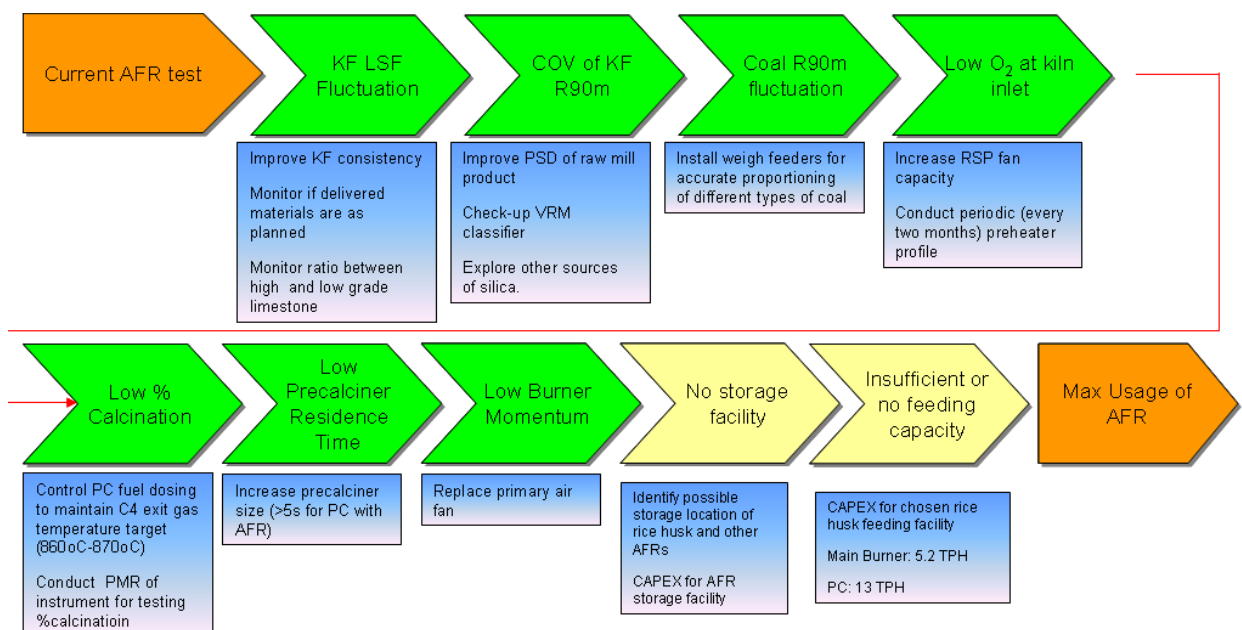 Current AFR test
KF LSF
Fluctuation
COV of KF
R90m
Coal R90m
fluctuation
Low O₂ at kiln
inlet
Improve KF consistency
Monitor if delivered
materials are as
planned
Monitor ratio between
high and low grade
limestone
Improve PSD of raw mill
product
Check-up VRM
classifier
Explore other sources
of silica.
Install weigh feeders for
accurate proportioning
of different types of coal
Increase RSP fan
capacity
Conduct periodic (every
two months) preheater
profile
Low %
Calcination
Low
Precalciner
Residence
Time
Low Burner
Momentum
No storage
facility
Insufficient or
no feeding
capacity
Max Usage of
AFR
Control PC fuel dosing
to maintain C4 exit gas
temperature target
(860oC-870oC)
Conduct PMR of
instrument for testing
%calcinatioin
Increase precalciner
size (>5s for PC with
AFR)
Replace primary air
fan
Identify possible
storage location of
rice husk and other
AFRs
CAPEX for AFR
storage facility
CAPEX for chosen rice
husk feeding facility
Main Burner: 5.2 TPH
PC: 13 TPH